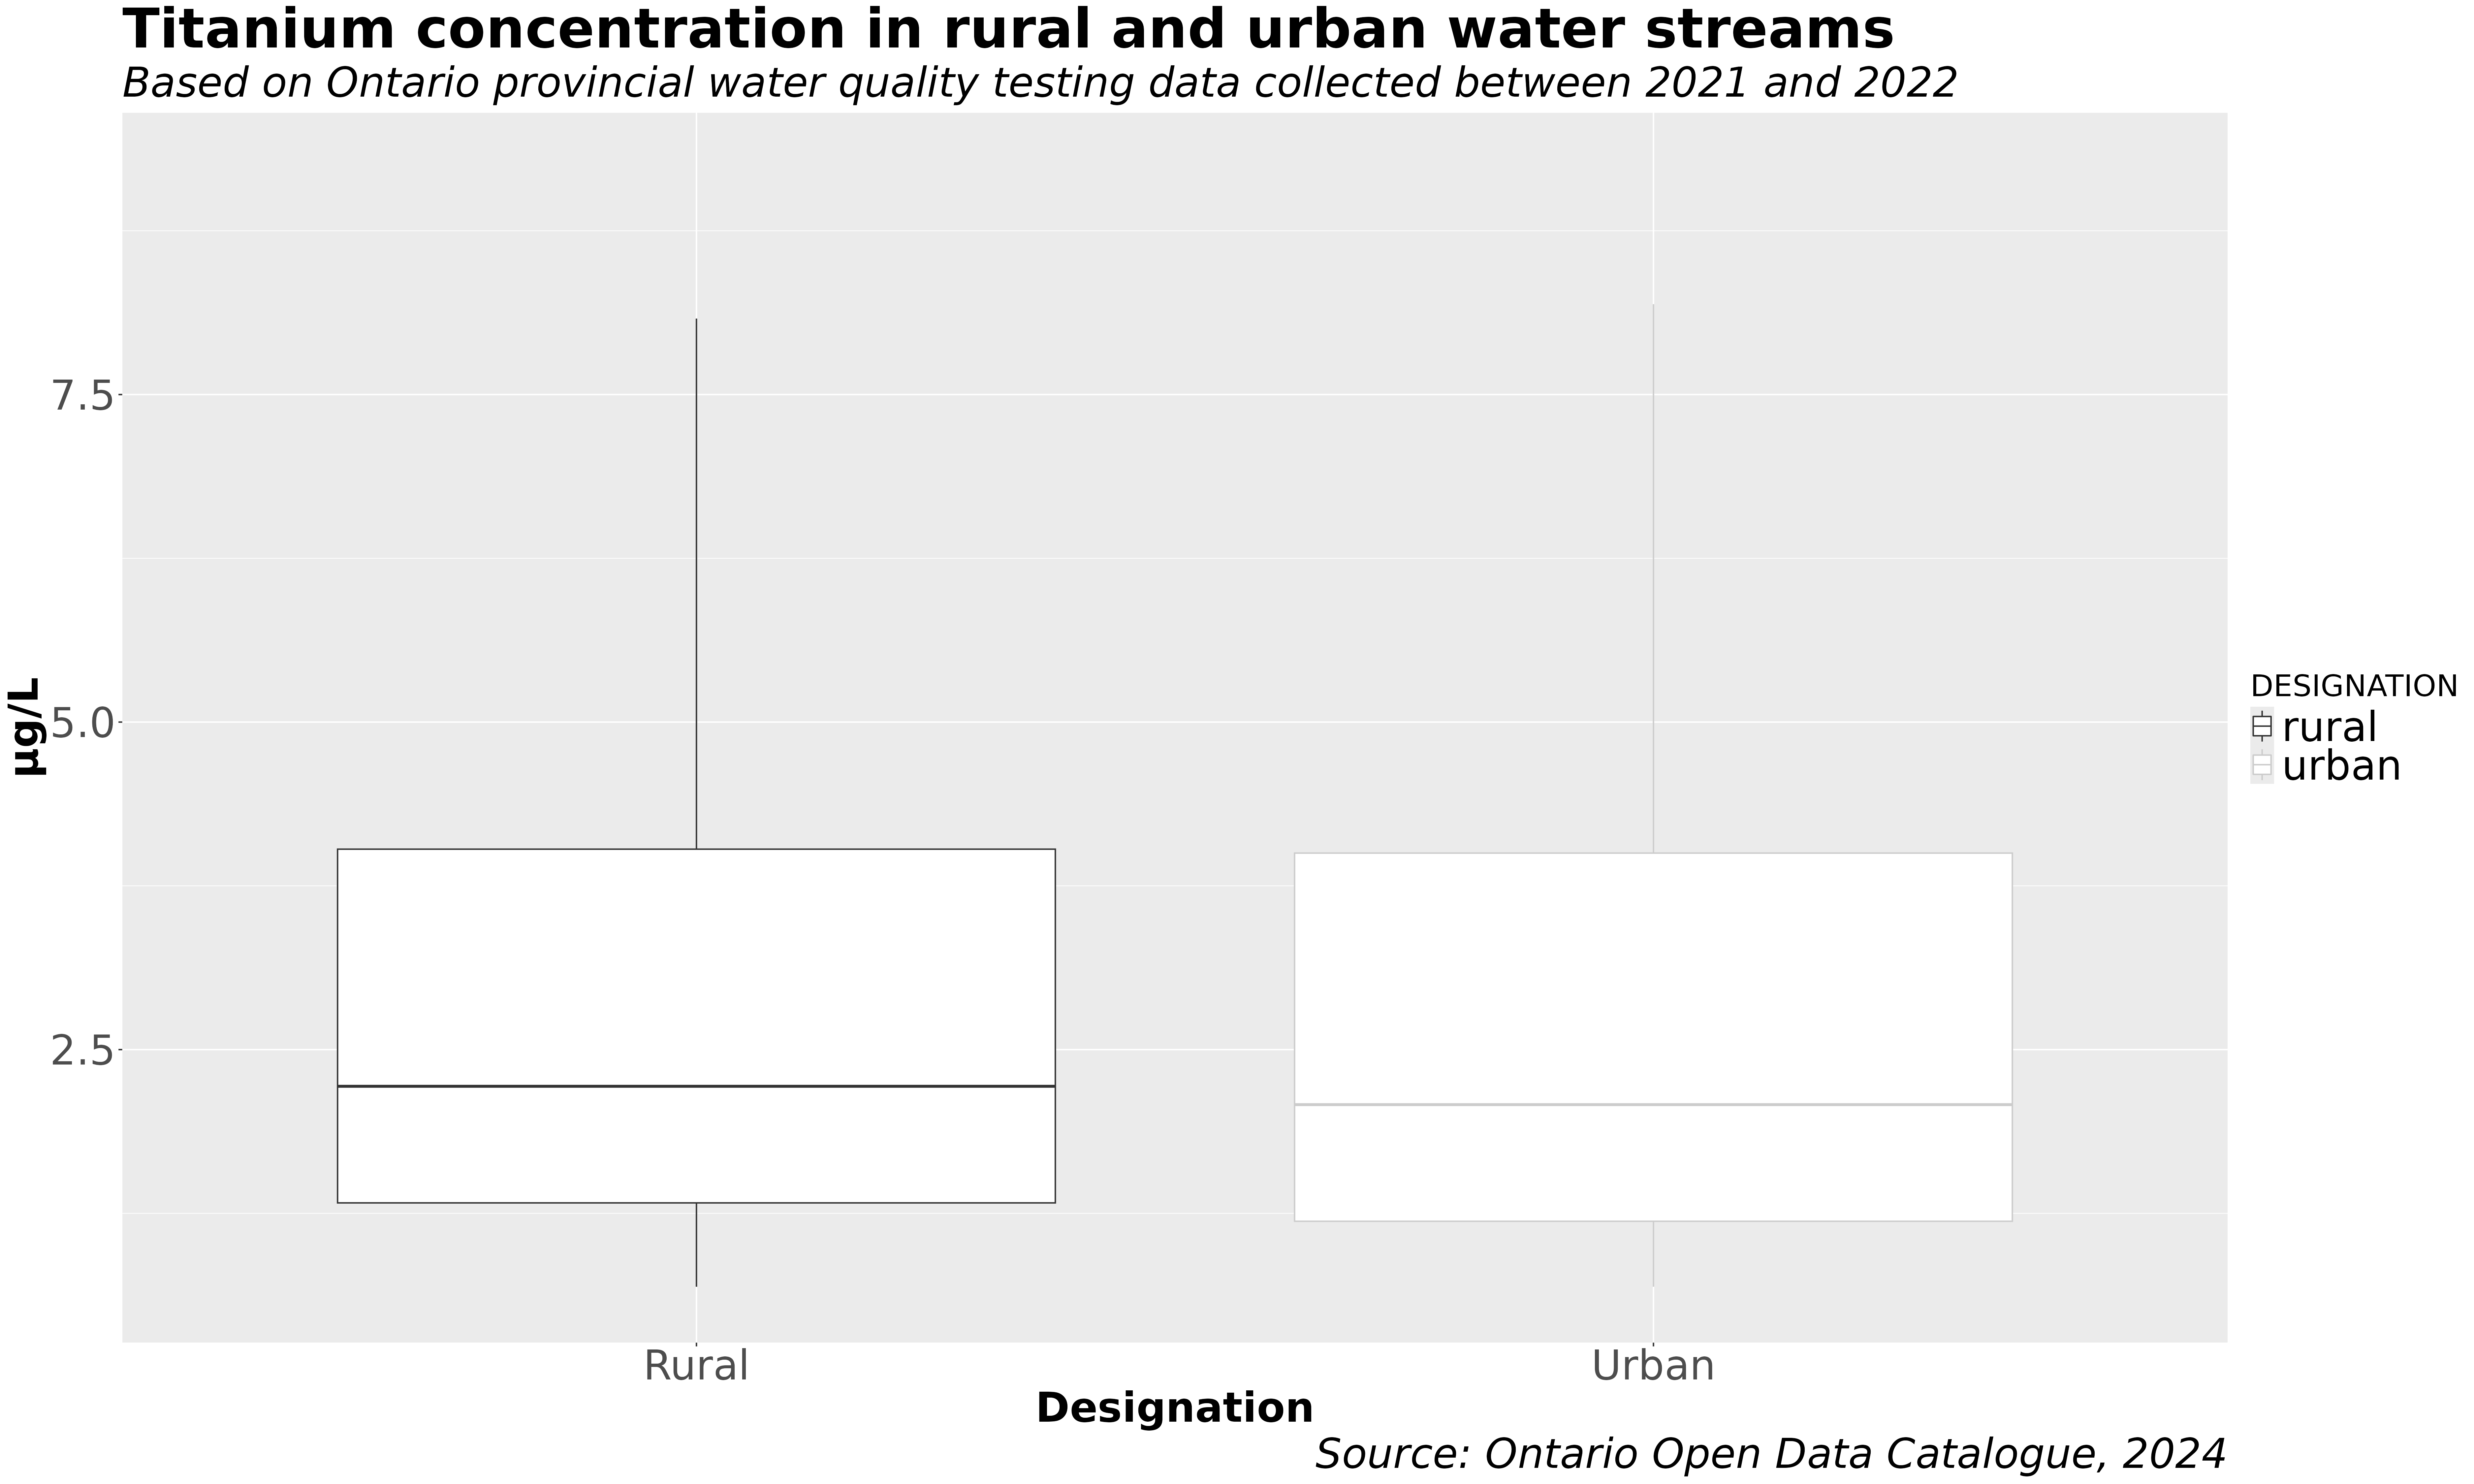 Titanium concentration in rural and urban water streams
Based on Ontario provincial water quality testing data collected between 2021 and 2022
7.5
5.0
2.5
µg/L
Rural
Urban
Designation
DESIGNATION
rural
urban
Source: Ontario Open Data Catalogue, 2024